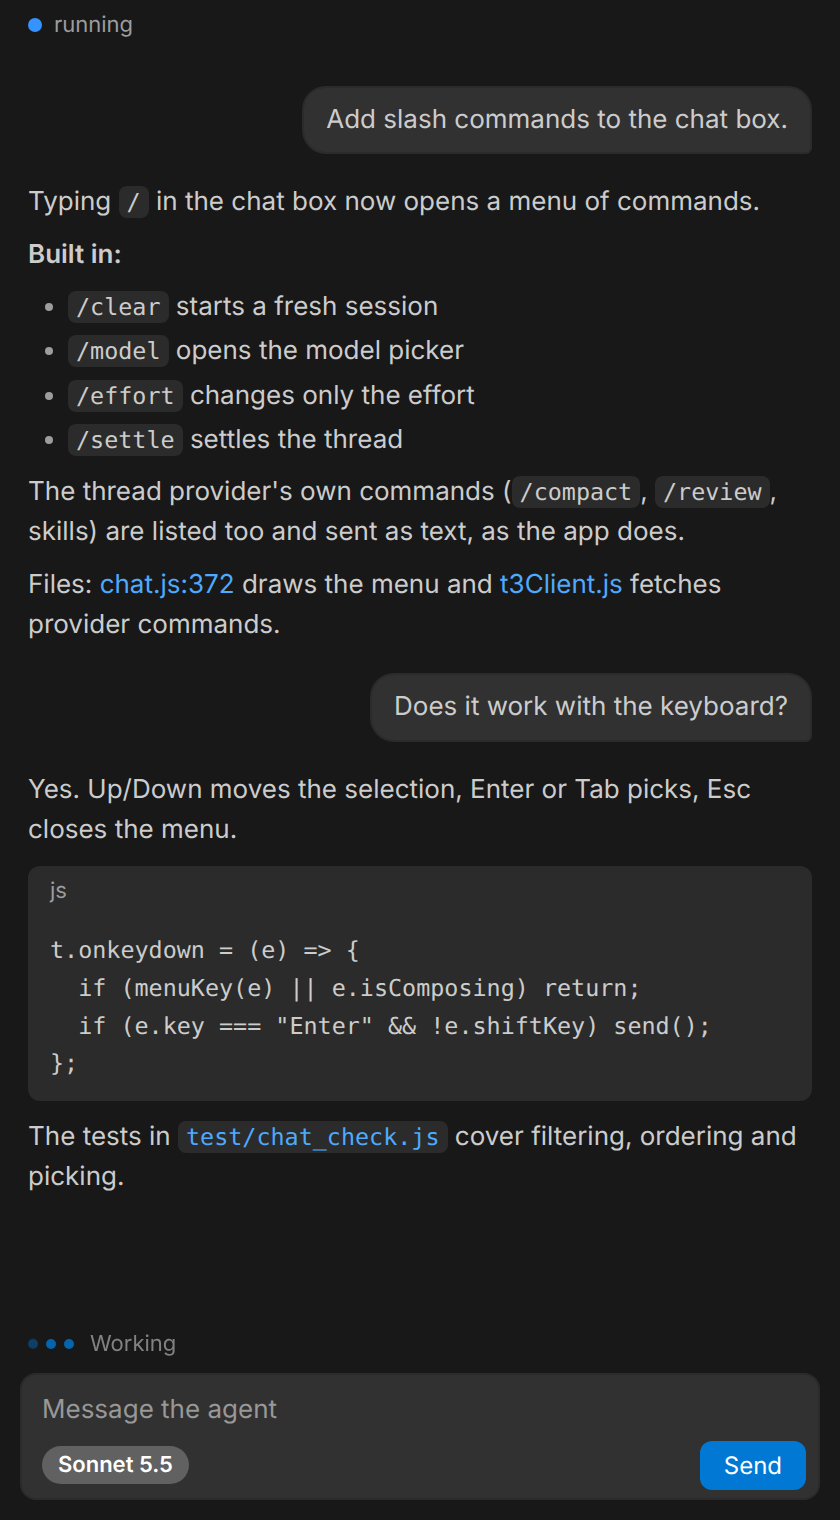 running
Add slash commands to the chat box.
Typing / in the chat box now opens a menu of commands.
Built in:
/clear starts a fresh session
/model opens the model picker
/effort changes only the effort
/settle settles the thread
The thread provider's own commands (/compact, /review,
skills) are listed too and sent as text, as the app does.
Files: chat.js:372 draws the menu and t3Client.js fetches
provider commands.
Does it work with the keyboard?
Yes. Up/Down moves the selection, Enter or Tab picks, Esc
closes the menu.
js
t.onkeydown = (e) => {
  if (menuKey(e) || e.isComposing) return;
  if (e.key === "Enter" && !e.shiftKey) send();
};
The tests in test/chat_check.js cover filtering, ordering and
picking.
Working
Message the agent
Sonnet 5.5
Send